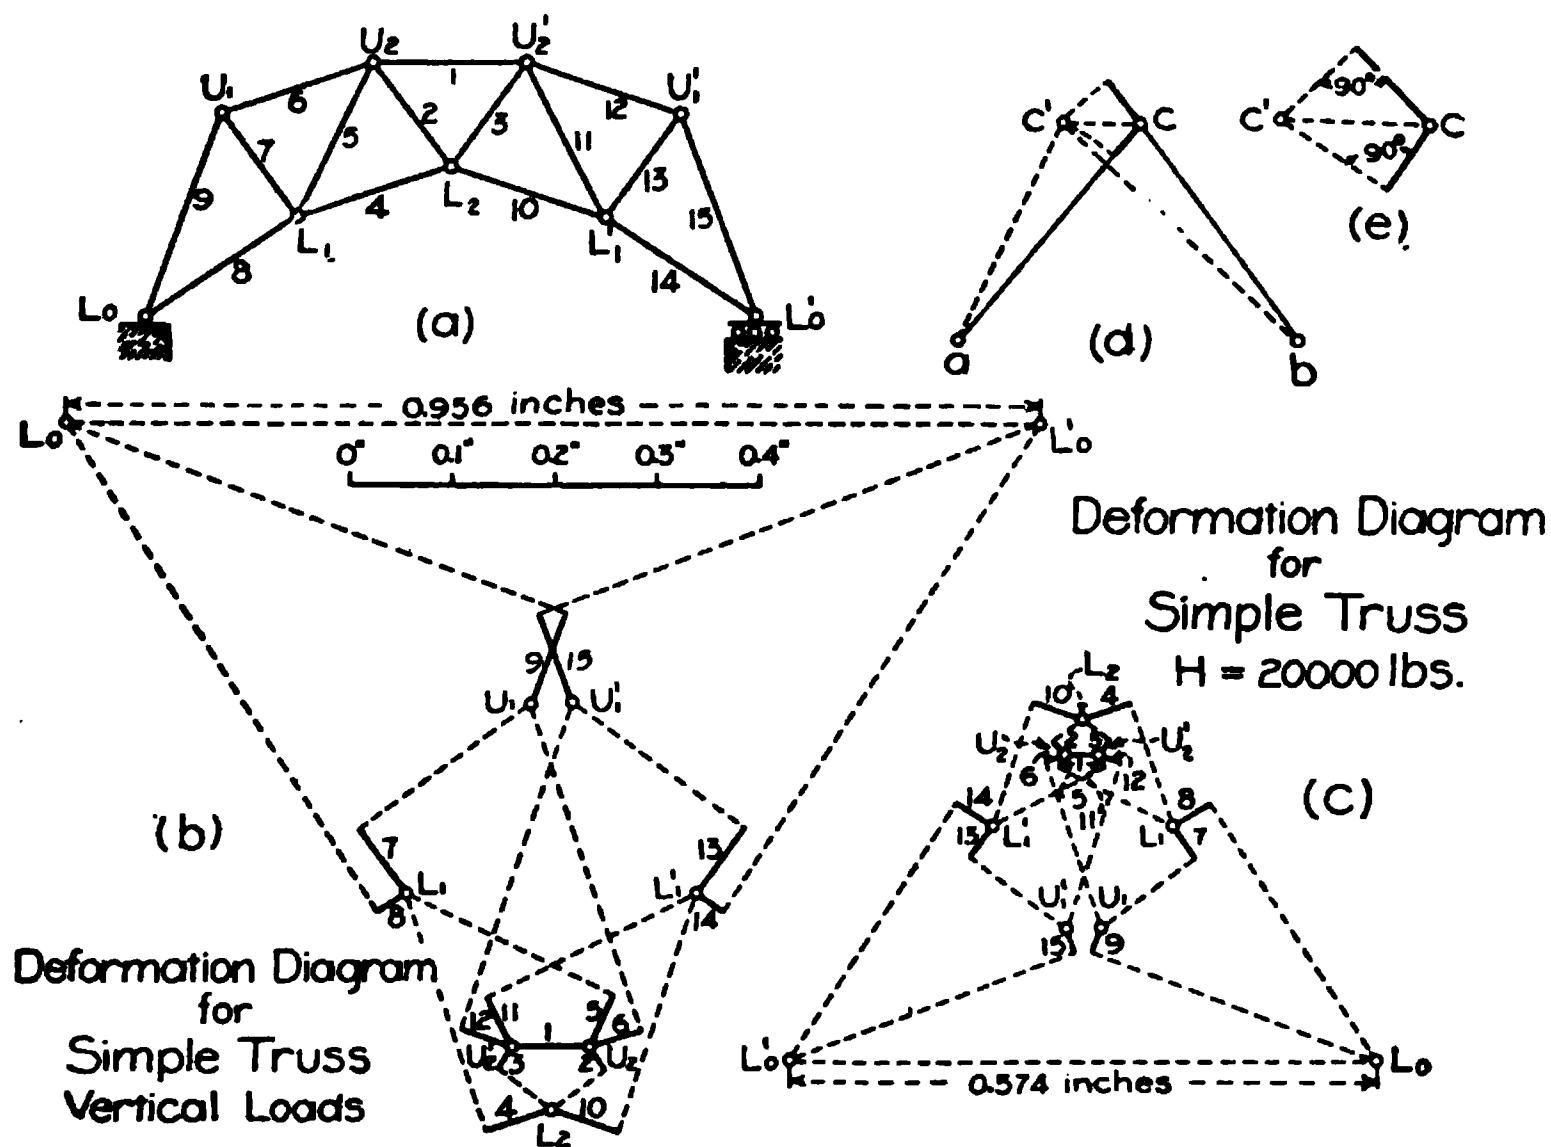 U₂
U₂'
1
U₁
6
2
3
12
U₁'
7
5
11
13
9
4
L₂
10
15
L₁
L₁'
8
14
L₀
L₀'
(a)
C'
C
a
b
(d)
90°
C'
C
90°
(e)
0.956 inches
L₀
L₀'
0"
0.1"
0.2"
0.3"
0.4"
9
15
U₁
U₁'
7
13
L₁
L₁'
8
14
(b)
11
5
12
1
6
U₂'
3
2
U₂
4
10
L₂
Deformation Diagram
for
Simple Truss
Vertical Loads
Deformation Diagram
for
Simple Truss
H = 20000 lbs.
L₂
10
4
U₂
U₂'
6
1
12
5
11
14
8
13
L₁'
L₁
7
U₁'
U₁
15
9
(c)
L₀'
L₀
0.574 inches